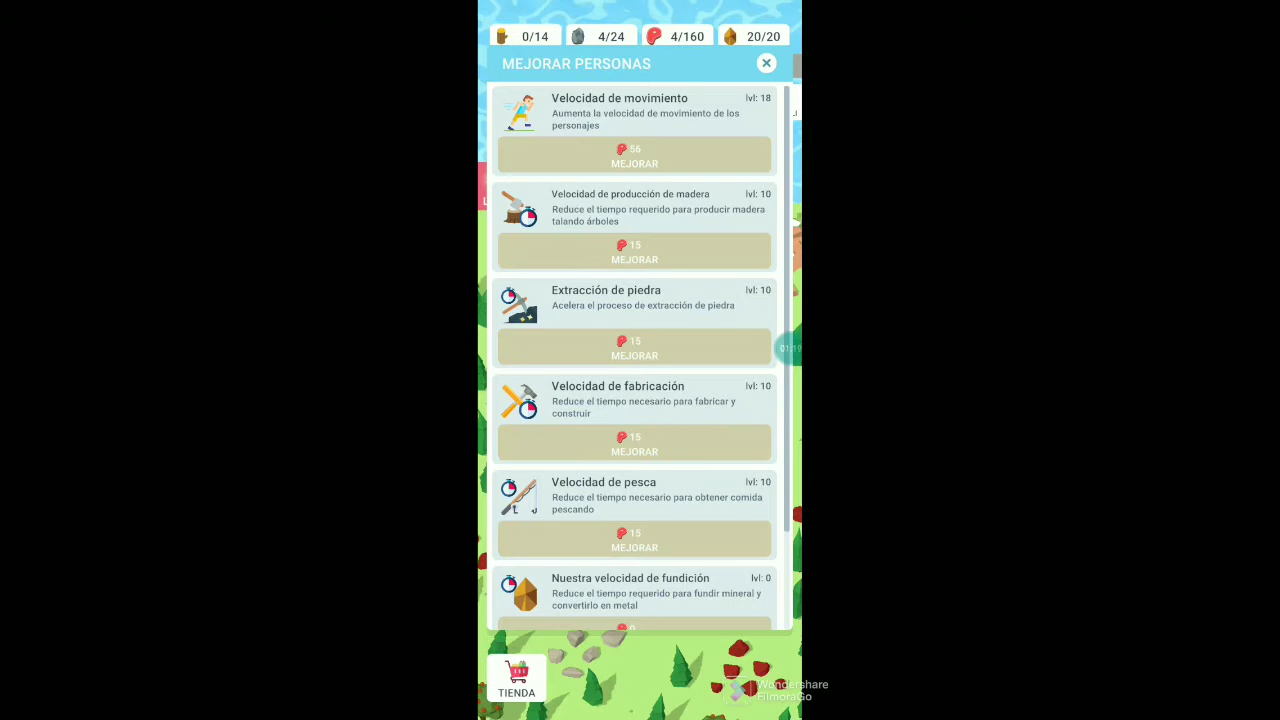 0/14 4/24 4/160 20/20
MEJORAR PERSONAS
Velocidad de movimiento lvl: 18
Aumenta la velocidad de movimiento de los
personajes
56
MEJORAR
Velocidad de producción de madera lvl: 10
Reduce el tiempo requerido para producir madera
talando árboles
15
MEJORAR
Extracción de piedra lvl: 10
Acelera el proceso de extracción de piedra
15
MEJORAR
Velocidad de fabricación lvl: 10
Reduce el tiempo necesario para fabricar y
construir
15
MEJORAR
Velocidad de pesca lvl: 10
Reduce el tiempo necesario para obtener comida
pescando
15
MEJORAR
Nuestra velocidad de fundición lvl: 0
Reduce el tiempo requerido para fundir mineral y
convertirlo en metal
TIENDA
Wondershare
FilmoraGo